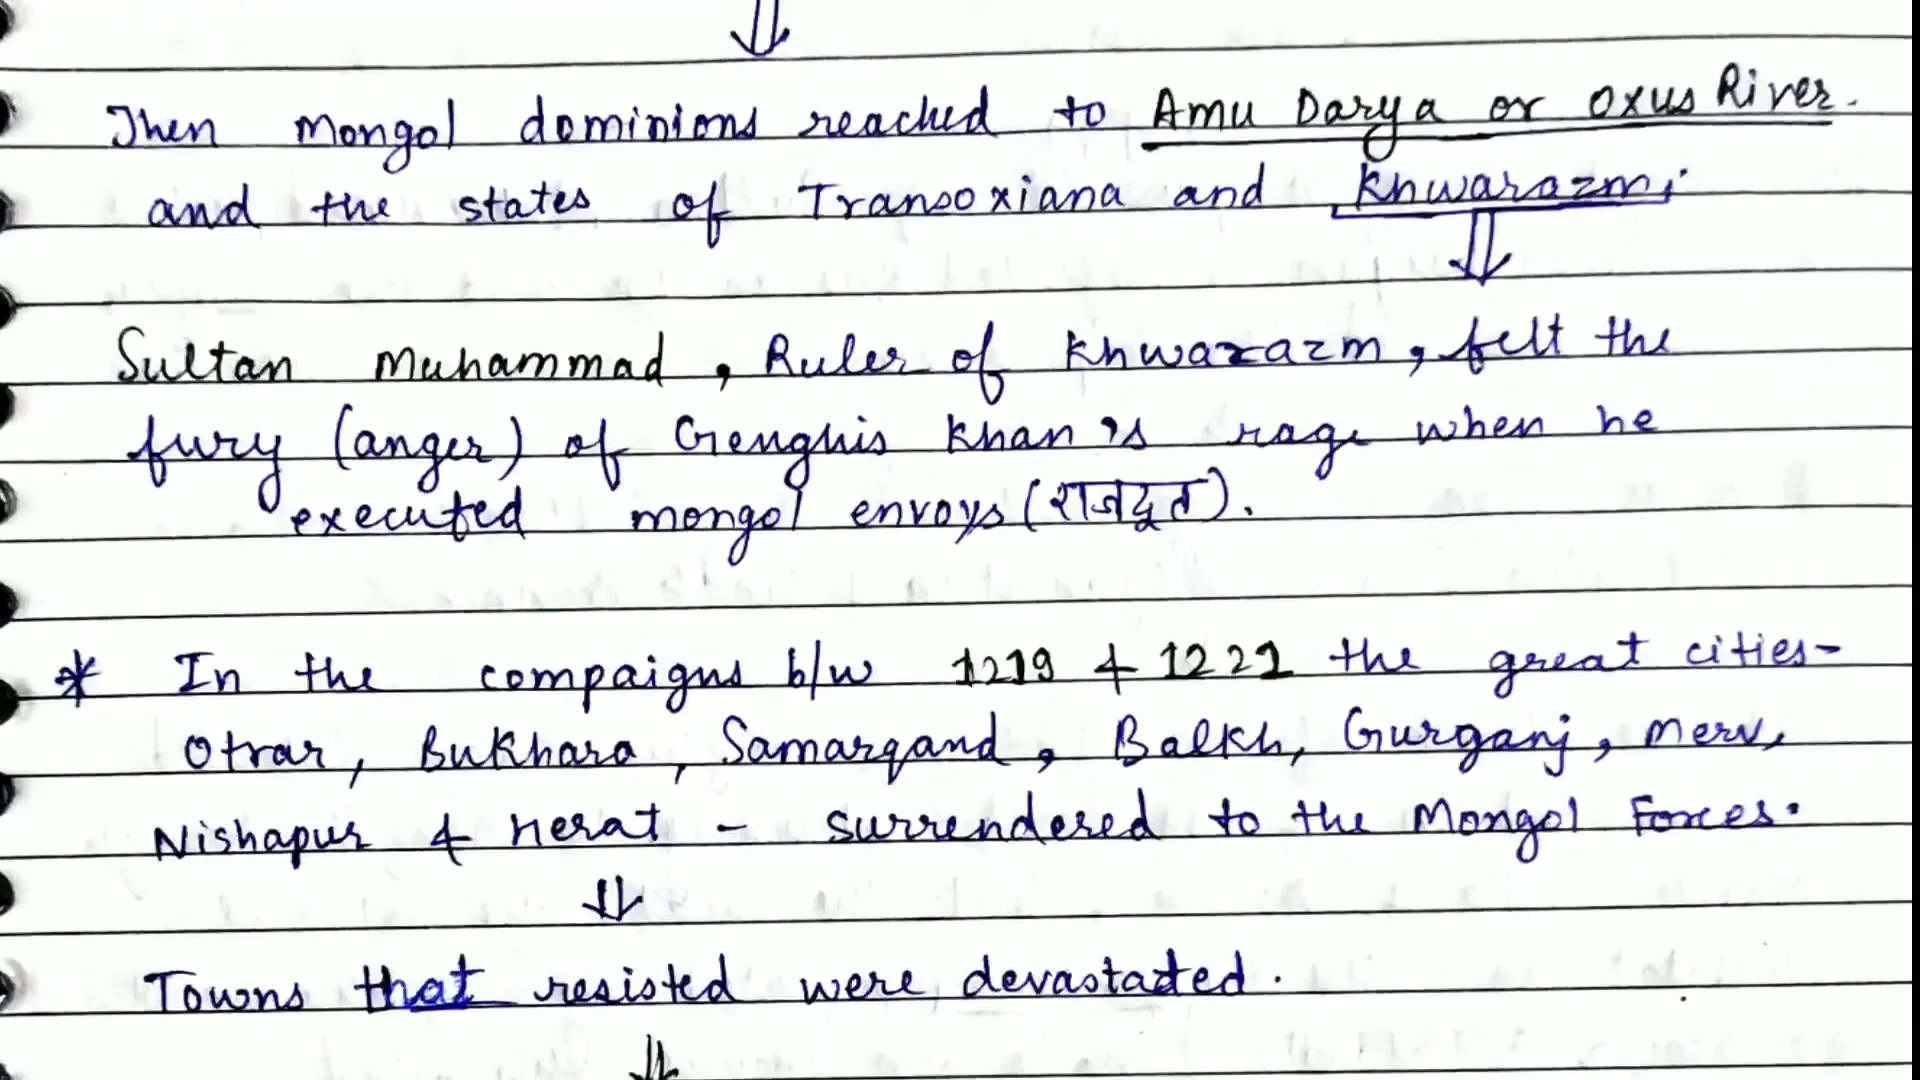 ⇓
Then Mongol dominions reached to Amu Darya or Oxus River.
and the states of Transoxiana and Khwarazm.
⇓
Sultan Muhammad, Ruler of Khwarazm, felt the
fury (anger) of Genghis Khan's rage when he
executed mongol envoys (राजदूत).
* In the compaigns b/w 1219 & 1221 the great cities-
Otrar, Bukhara, Samarqand, Balkh, Gurganj, Merv,
Nishapur & Herat - surrendered to the Mongol Forces.
⇓
Towns that resisted were devastated.
⇓